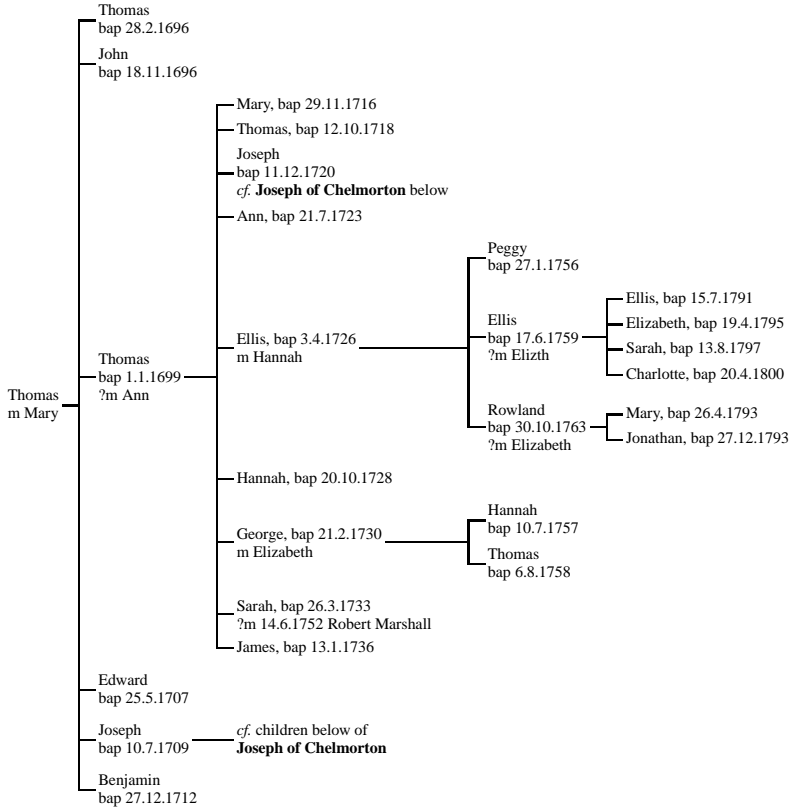 Thomas
bap 28.2.1696
John
bap 18.11.1696
Mary, bap 29.11.1716
Thomas, bap 12.10.1718
Joseph
bap 11.12.1720
cf. Joseph of Chelmorton below
Ann, bap 21.7.1723
Peggy
bap 27.1.1756
Ellis, bap 15.7.1791
Ellis
bap 17.6.1759
?m Elizth
Elizabeth, bap 19.4.1795
Sarah, bap 13.8.1797
Charlotte, bap 20.4.1800
Ellis, bap 3.4.1726
m Hannah
Thomas
bap 1.1.1699
?m Ann
Thomas
m Mary
Rowland
bap 30.10.1763
?m Elizabeth
Mary, bap 26.4.1793
Jonathan, bap 27.12.1793
Hannah, bap 20.10.1728
Hannah
bap 10.7.1757
George, bap 21.2.1730
m Elizabeth
Thomas
bap 6.8.1758
Sarah, bap 26.3.1733
?m 14.6.1752 Robert Marshall
James, bap 13.1.1736
Edward
bap 25.5.1707
Joseph
bap 10.7.1709
cf. children below of
Joseph of Chelmorton
Benjamin
bap 27.12.1712